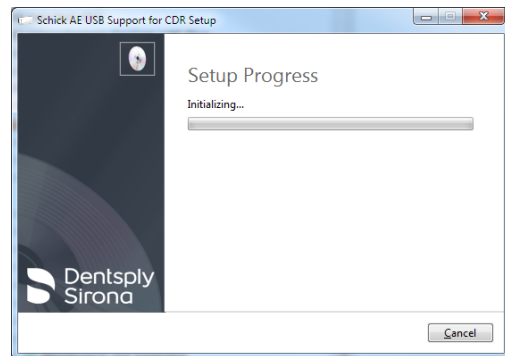 Schick AE USB Support for CDR Setup
Setup Progress
Initializing...
Dentsply
Sirona
Cancel